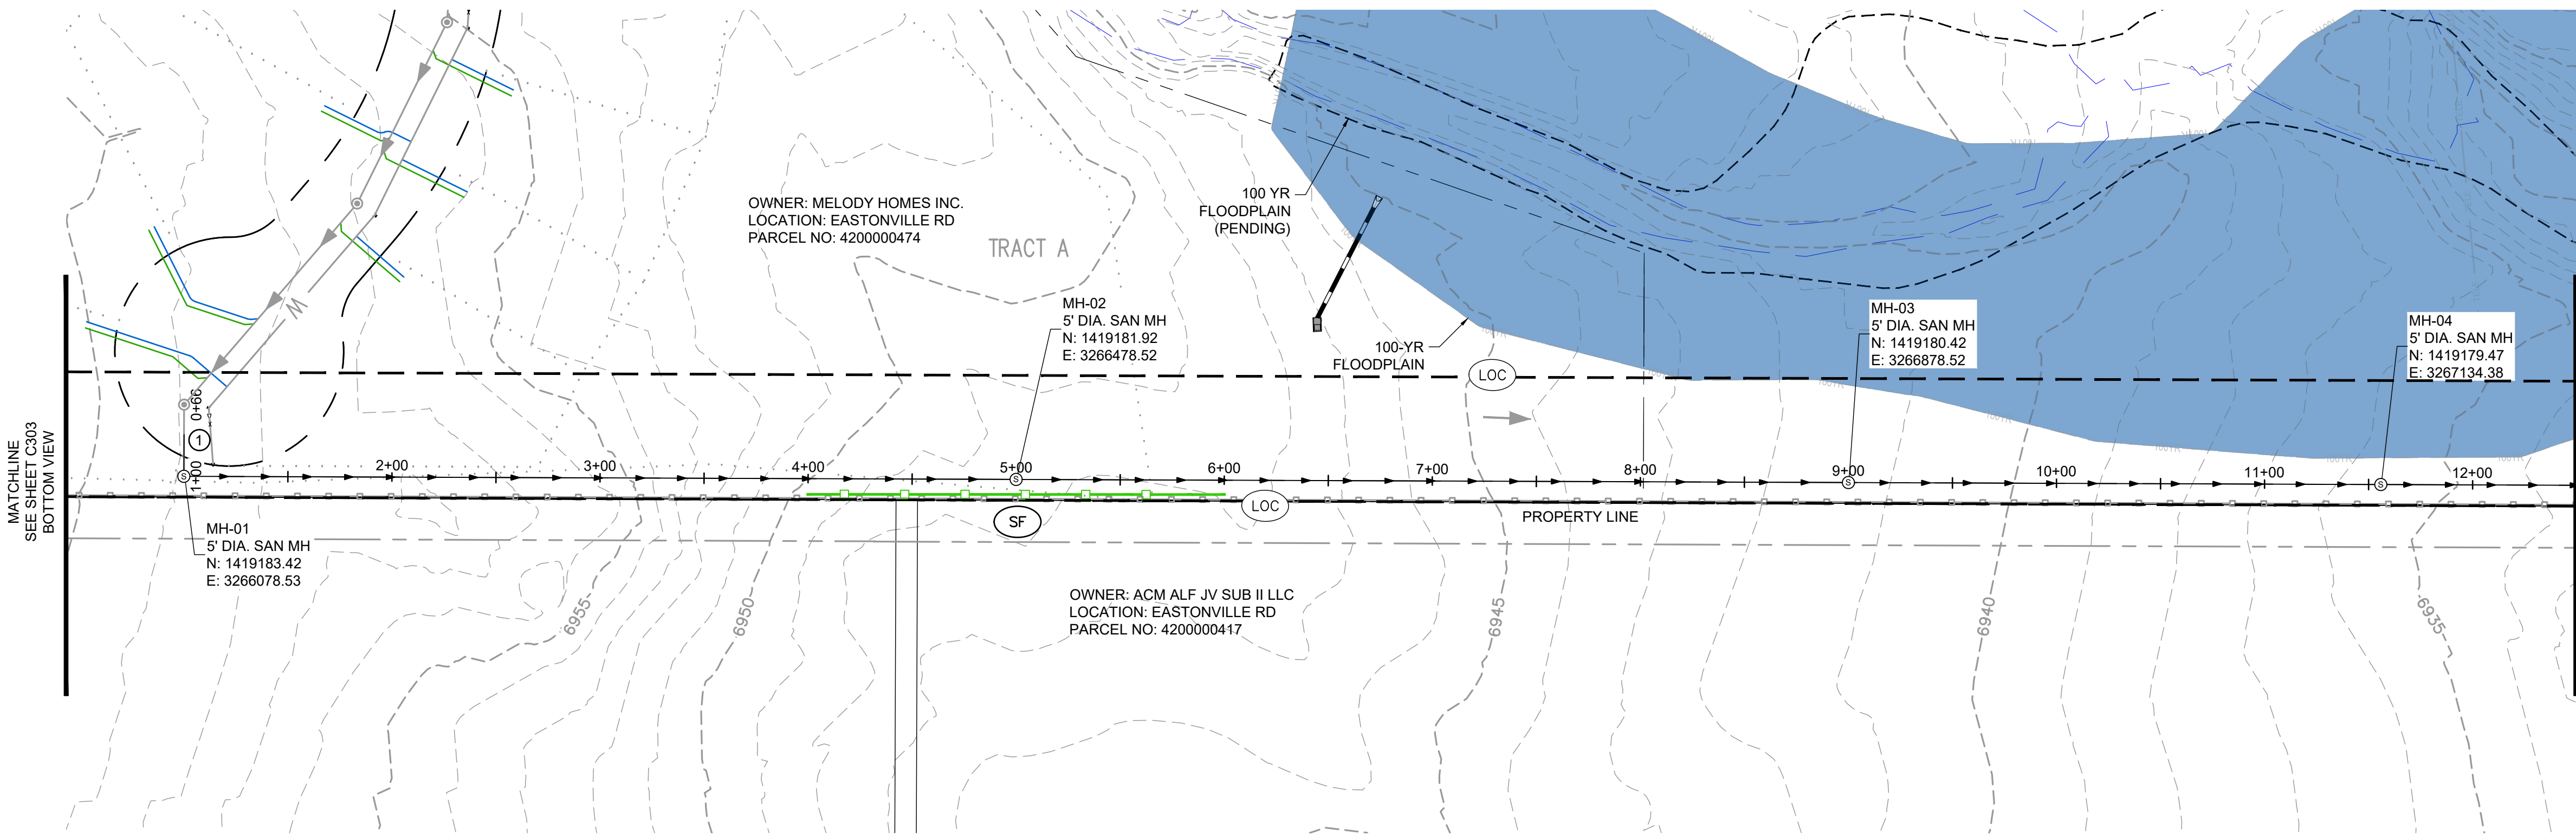 OWNER: MELODY HOMES INC.
LOCATION: EASTONVILLE RD
PARCEL NO: 4200000474
TRACT A
100 YR
FLOODPLAIN
(PENDING)
100-YR
FLOODPLAIN
MH-02
5' DIA. SAN MH
N: 1419181.92
E: 3266478.52
MH-03
5' DIA. SAN MH
N: 1419180.42
E: 3266878.52
MH-04
5' DIA. SAN MH
N: 1419179.47
E: 3267134.38
LOC
W
0+66
1
1+00
MATCHLINE
SEE SHEET C303
BOTTOM VIEW
2+00
3+00
4+00
5+00
6+00
7+00
8+00
9+00
10+00
11+00
12+00
S
S
S
S
SF
LOC
PROPERTY LINE
MH-01
5' DIA. SAN MH
N: 1419183.42
E: 3266078.53
OWNER: ACM ALF JV SUB II LLC
LOCATION: EASTONVILLE RD
PARCEL NO: 4200000417
6955
6950
6945
6940
6935